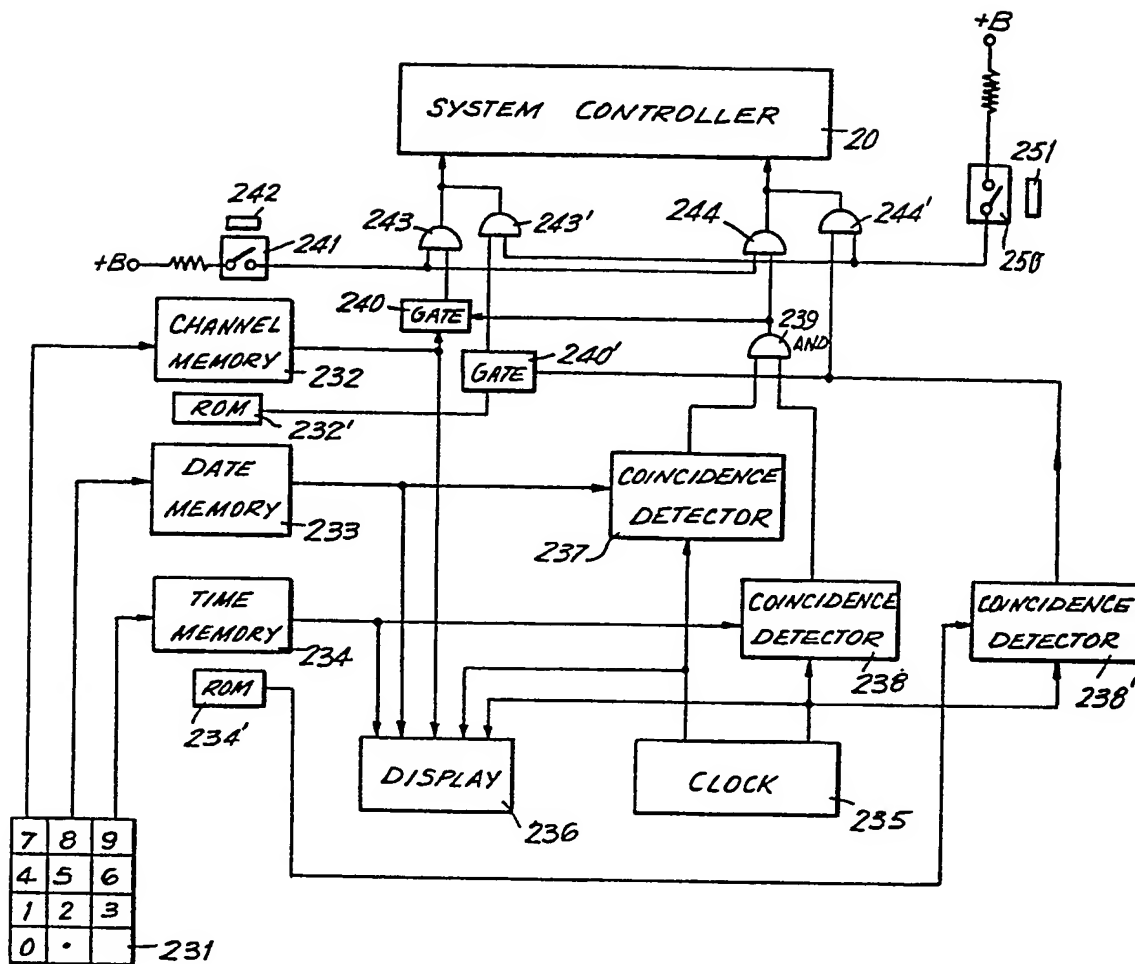 +B
SYSTEM CONTROLLER
20
251
250
242
241
+B
243
243'
244
244'
240
GATE
239
AND
CHANNEL
MEMORY
232
240'
GATE
ROM
232'
DATE
MEMORY
233
COINCIDENCE
DETECTOR
237
TIME
MEMORY
234
COINCIDENCE
DETECTOR
238
COINCIDENCE
DETECTOR
238'
ROM
234'
DISPLAY
236
CLOCK
235
7 8 9
4 5 6
1 2 3
0 .
231